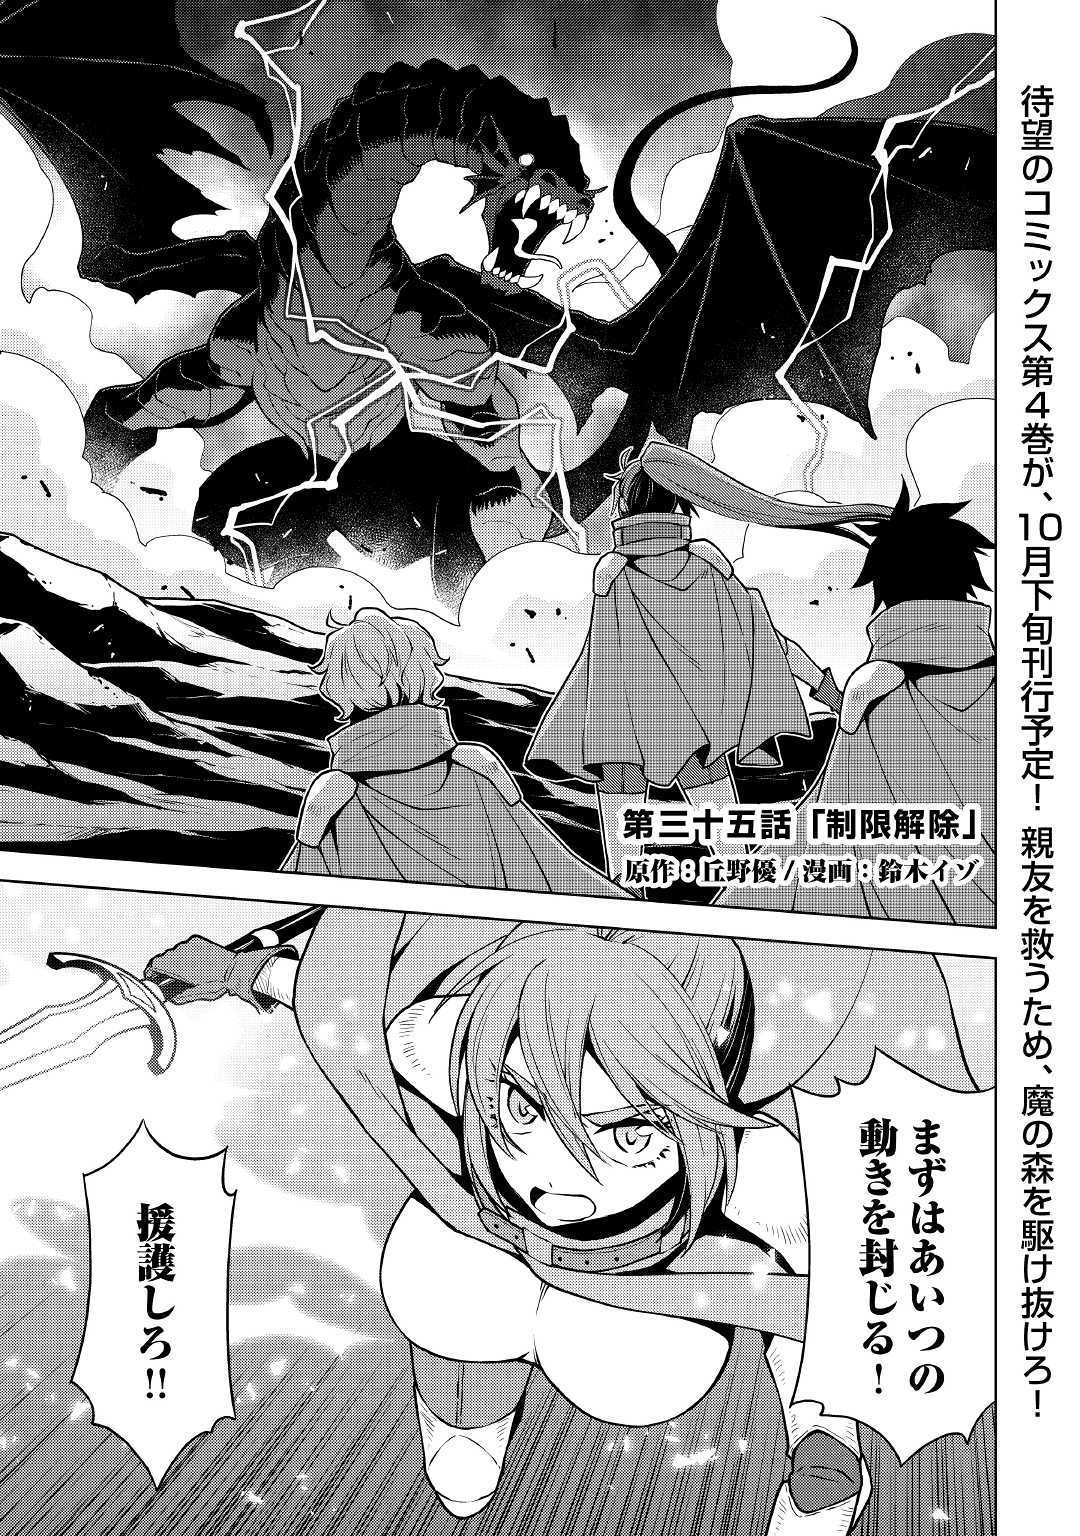 待望のコミックス第4巻が、10月下旬刊行予定！ 親友を救うため、魔の森を駆け抜けろ！
第三十五話「制限解除」
原作：丘野優/漫画：鈴木イゾ
まずはあいつの
動きを封じる！
援護しろ!!